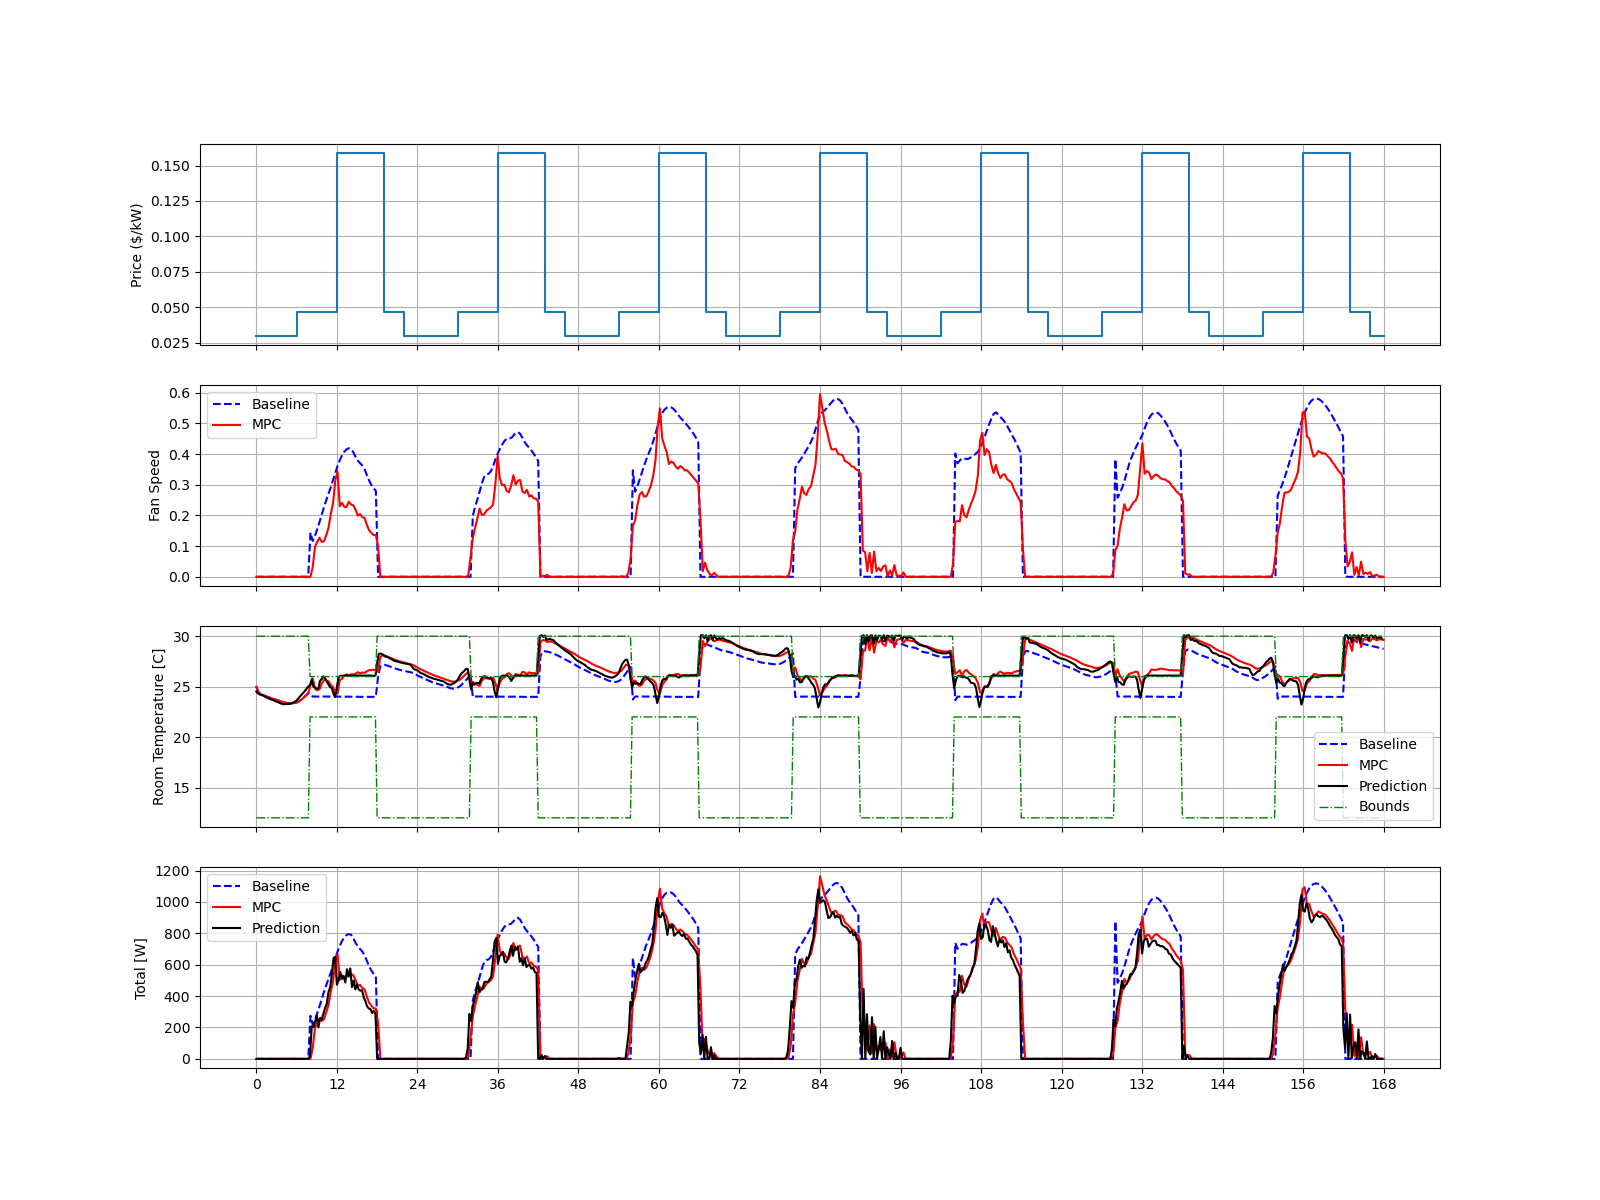 0.150
0.125
0.100
0.075
0.050
0.025
Price ($/kW)
0.6
0.5
0.4
0.3
0.2
0.1
0.0
Fan Speed
Baseline
MPC
30
25
20
15
Room Temperature [C]
Baseline
MPC
Prediction
Bounds
1200
1000
800
600
400
200
0
Total [W]
Baseline
MPC
Prediction
0 12 24 36 48 60 72 84 96 108 120 132 144 156 168